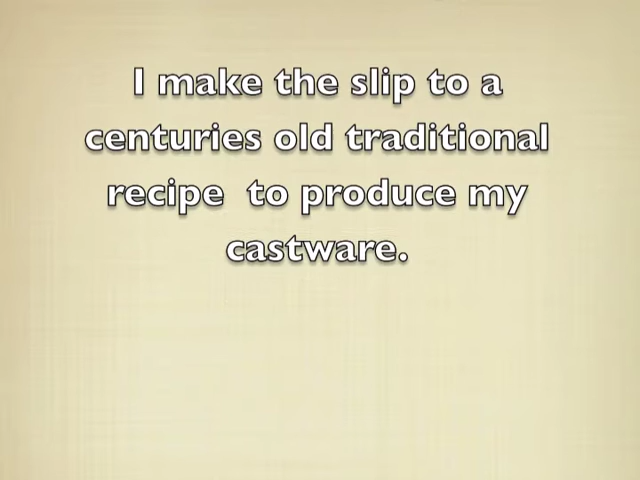 I make the slip to a
centuries old traditional
recipe  to produce my
castware.